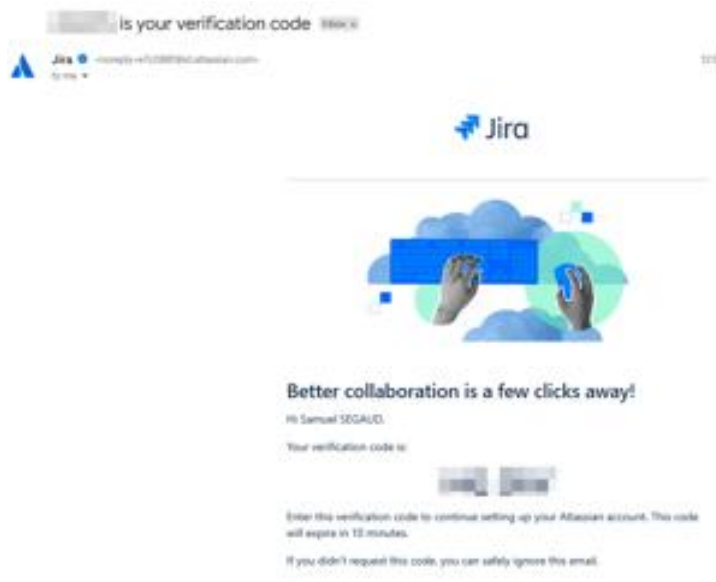 is your verification code
Jira
to me
Jira
Better collaboration is a few clicks away!
Hi Samuel SEGAUD,
Your verification code is:
Enter this verification code to continue setting up your Atlassian account. This code
will expire in 10 minutes.
If you didn't request this code, you can safely ignore this email.